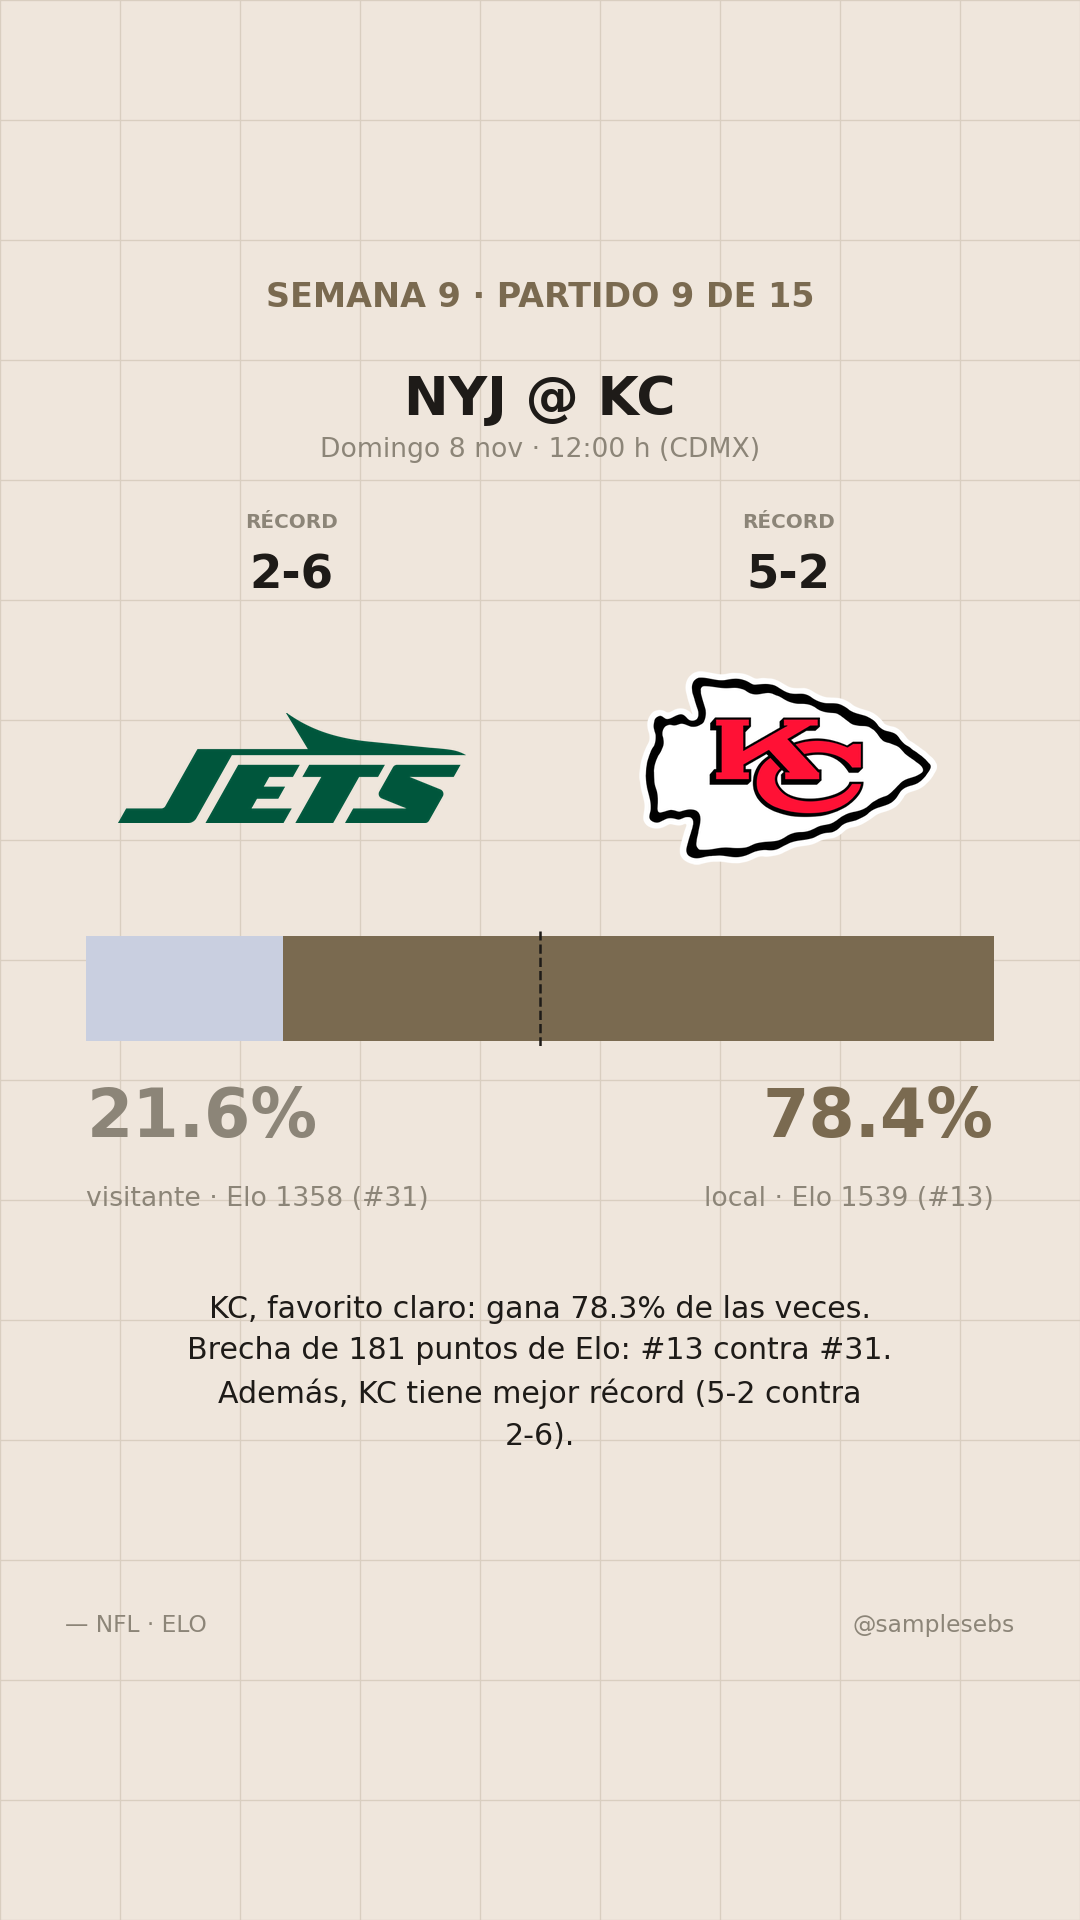 SEMANA 9 · PARTIDO 9 DE 15
NYJ @ KC
Domingo 8 nov · 12:00 h (CDMX)
RÉCORD
2-6
RÉCORD
5-2
JETS
KC
21.6%
78.4%
visitante · Elo 1358 (#31)
local · Elo 1539 (#13)
KC, favorito claro: gana 78.3% de las veces.
Brecha de 181 puntos de Elo: #13 contra #31.
Además, KC tiene mejor récord (5-2 contra
2-6).
— NFL · ELO
@samplesebs